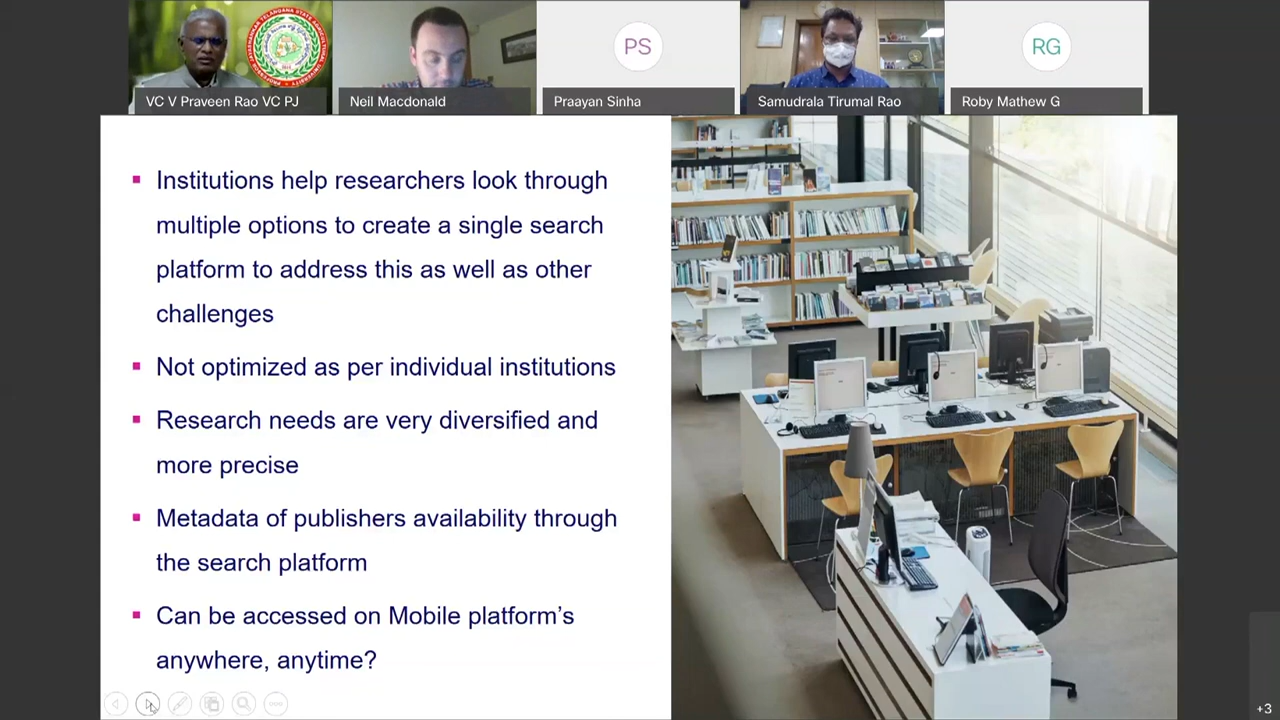 VC V Praveen Rao VC PJ
Neil Macdonald
PS
Praayan Sinha
Samudrala Tirumal Rao
RG
Roby Mathew G
Institutions help researchers look through
multiple options to create a single search
platform to address this as well as other
challenges
Not optimized as per individual institutions
Research needs are very diversified and
more precise
Metadata of publishers availability through
the search platform
Can be accessed on Mobile platform’s
anywhere, anytime?
+3